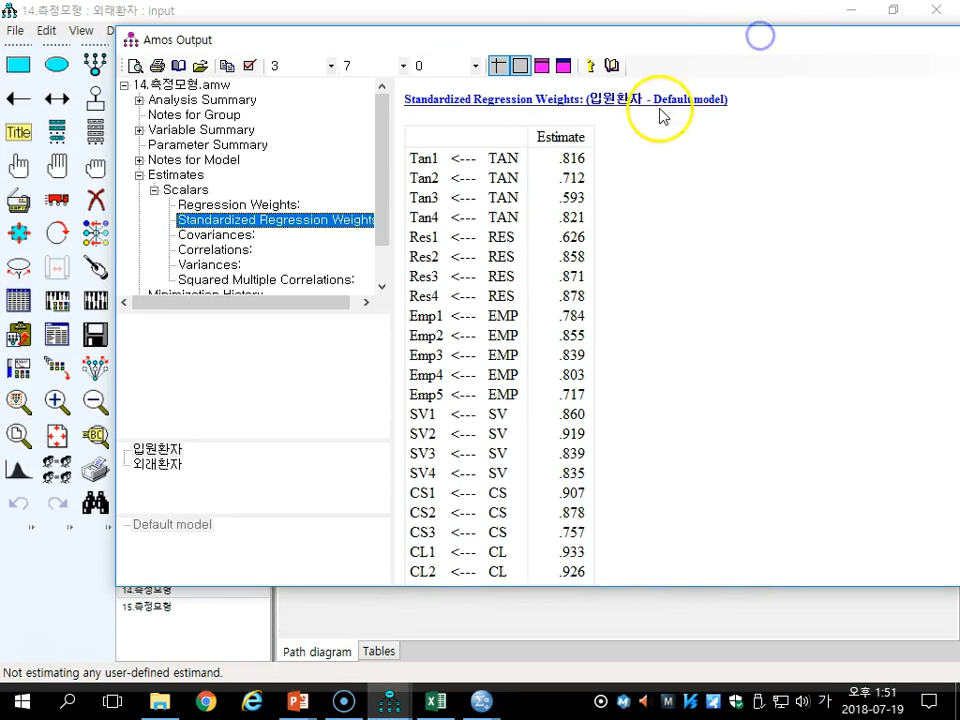 14.측정모형 : 외래환자 : Input
File Edit View D
Amos Output
3 7 0
14.측정모형.amw
Analysis Summary
Notes for Group
Variable Summary
Parameter Summary
Notes for Model
Estimates
Scalars
Regression Weights:
Standardized Regression Weights
Covariances:
Correlations:
Variances:
Squared Multiple Correlations:
Minimization History
입원환자
외래환자
Default model
Standardized Regression Weights: (입원환자 - Default model)
Estimate
Tan1 <--- TAN .816
Tan2 <--- TAN .712
Tan3 <--- TAN .593
Tan4 <--- TAN .821
Res1 <--- RES .626
Res2 <--- RES .858
Res3 <--- RES .871
Res4 <--- RES .878
Emp1 <--- EMP .784
Emp2 <--- EMP .855
Emp3 <--- EMP .839
Emp4 <--- EMP .803
Emp5 <--- EMP .717
SV1 <--- SV .860
SV2 <--- SV .919
SV3 <--- SV .839
SV4 <--- SV .835
CS1 <--- CS .907
CS2 <--- CS .878
CS3 <--- CS .757
CL1 <--- CL .933
CL2 <--- CL .926
Title
14.측정모형
15.측정모형
Path diagram Tables
Not estimating any user-defined estimand.
가
오후 1:51
2018-07-19